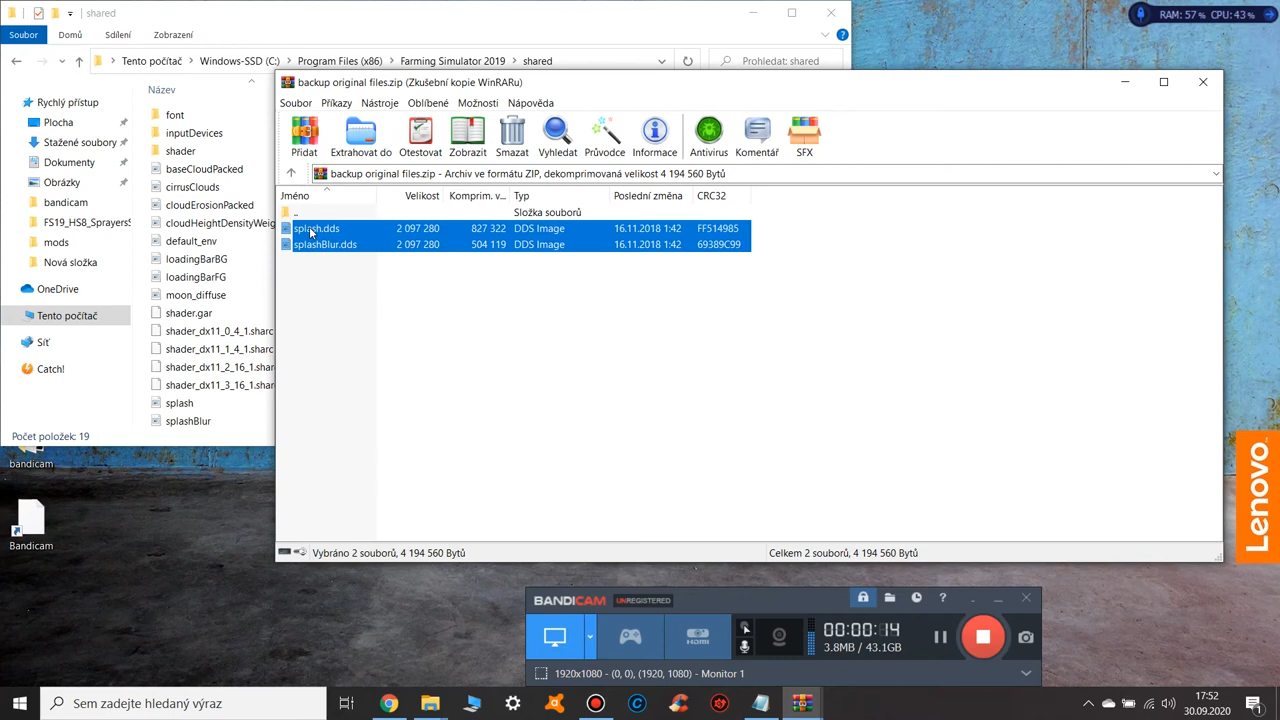 shared
RAM: 57 % CPU: 43 %
Soubor Domů Sdílení Zobrazení
Tento počítač > Windows-SSD (C:) > Program Files (x86) > Farming Simulator 2019 > shared
Prohledat: shared
backup original files.zip (Zkušební kopie WinRARu)
Soubor Příkazy Nástroje Oblíbené Možnosti Nápověda
Přidat Extrahovat do Otestovat Zobrazit Smazat Vyhledat Průvodce Informace Antivirus Komentář SFX
backup original files.zip - Archiv ve formátu ZIP, dekomprimovaná velikost 4 194 560 Bytů
Jméno Velikost Komprim. v... Typ Poslední změna CRC32
.. Složka souborů
splash.dds 2 097 280 827 322 DDS Image 16.11.2018 1:42 FF514985
splashBlur.dds 2 097 280 504 119 DDS Image 16.11.2018 1:42 69389C99
Vybráno 2 souborů, 4 194 560 Bytů
Celkem 2 souborů, 4 194 560 Bytů
Rychlý přístup
Plocha
Stažené soubory
Dokumenty
Obrázky
bandicam
FS19_HS8_SprayersS
mods
Nová složka
OneDrive
Tento počítač
Síť
Catch!
Název
font
inputDevices
shader
baseCloudPacked
cirrusClouds
cloudErosionPacked
cloudHeightDensityWeig
default_env
loadingBarBG
loadingBarFG
moon_diffuse
shader.gar
shader_dx11_0_4_1.sharc
shader_dx11_1_4_1.sharc
shader_dx11_2_16_1.shar
shader_dx11_3_16_1.shar
splash
splashBlur
Počet položek: 19
bandicam
Bandicam
Lenovo
BANDICAM UNREGISTERED
HDMI
00:00:14
3.8MB / 43.1GB
1920x1080 - (0, 0), (1920, 1080) - Monitor 1
Sem zadejte hledaný výraz
17:52
30.09.2020
1